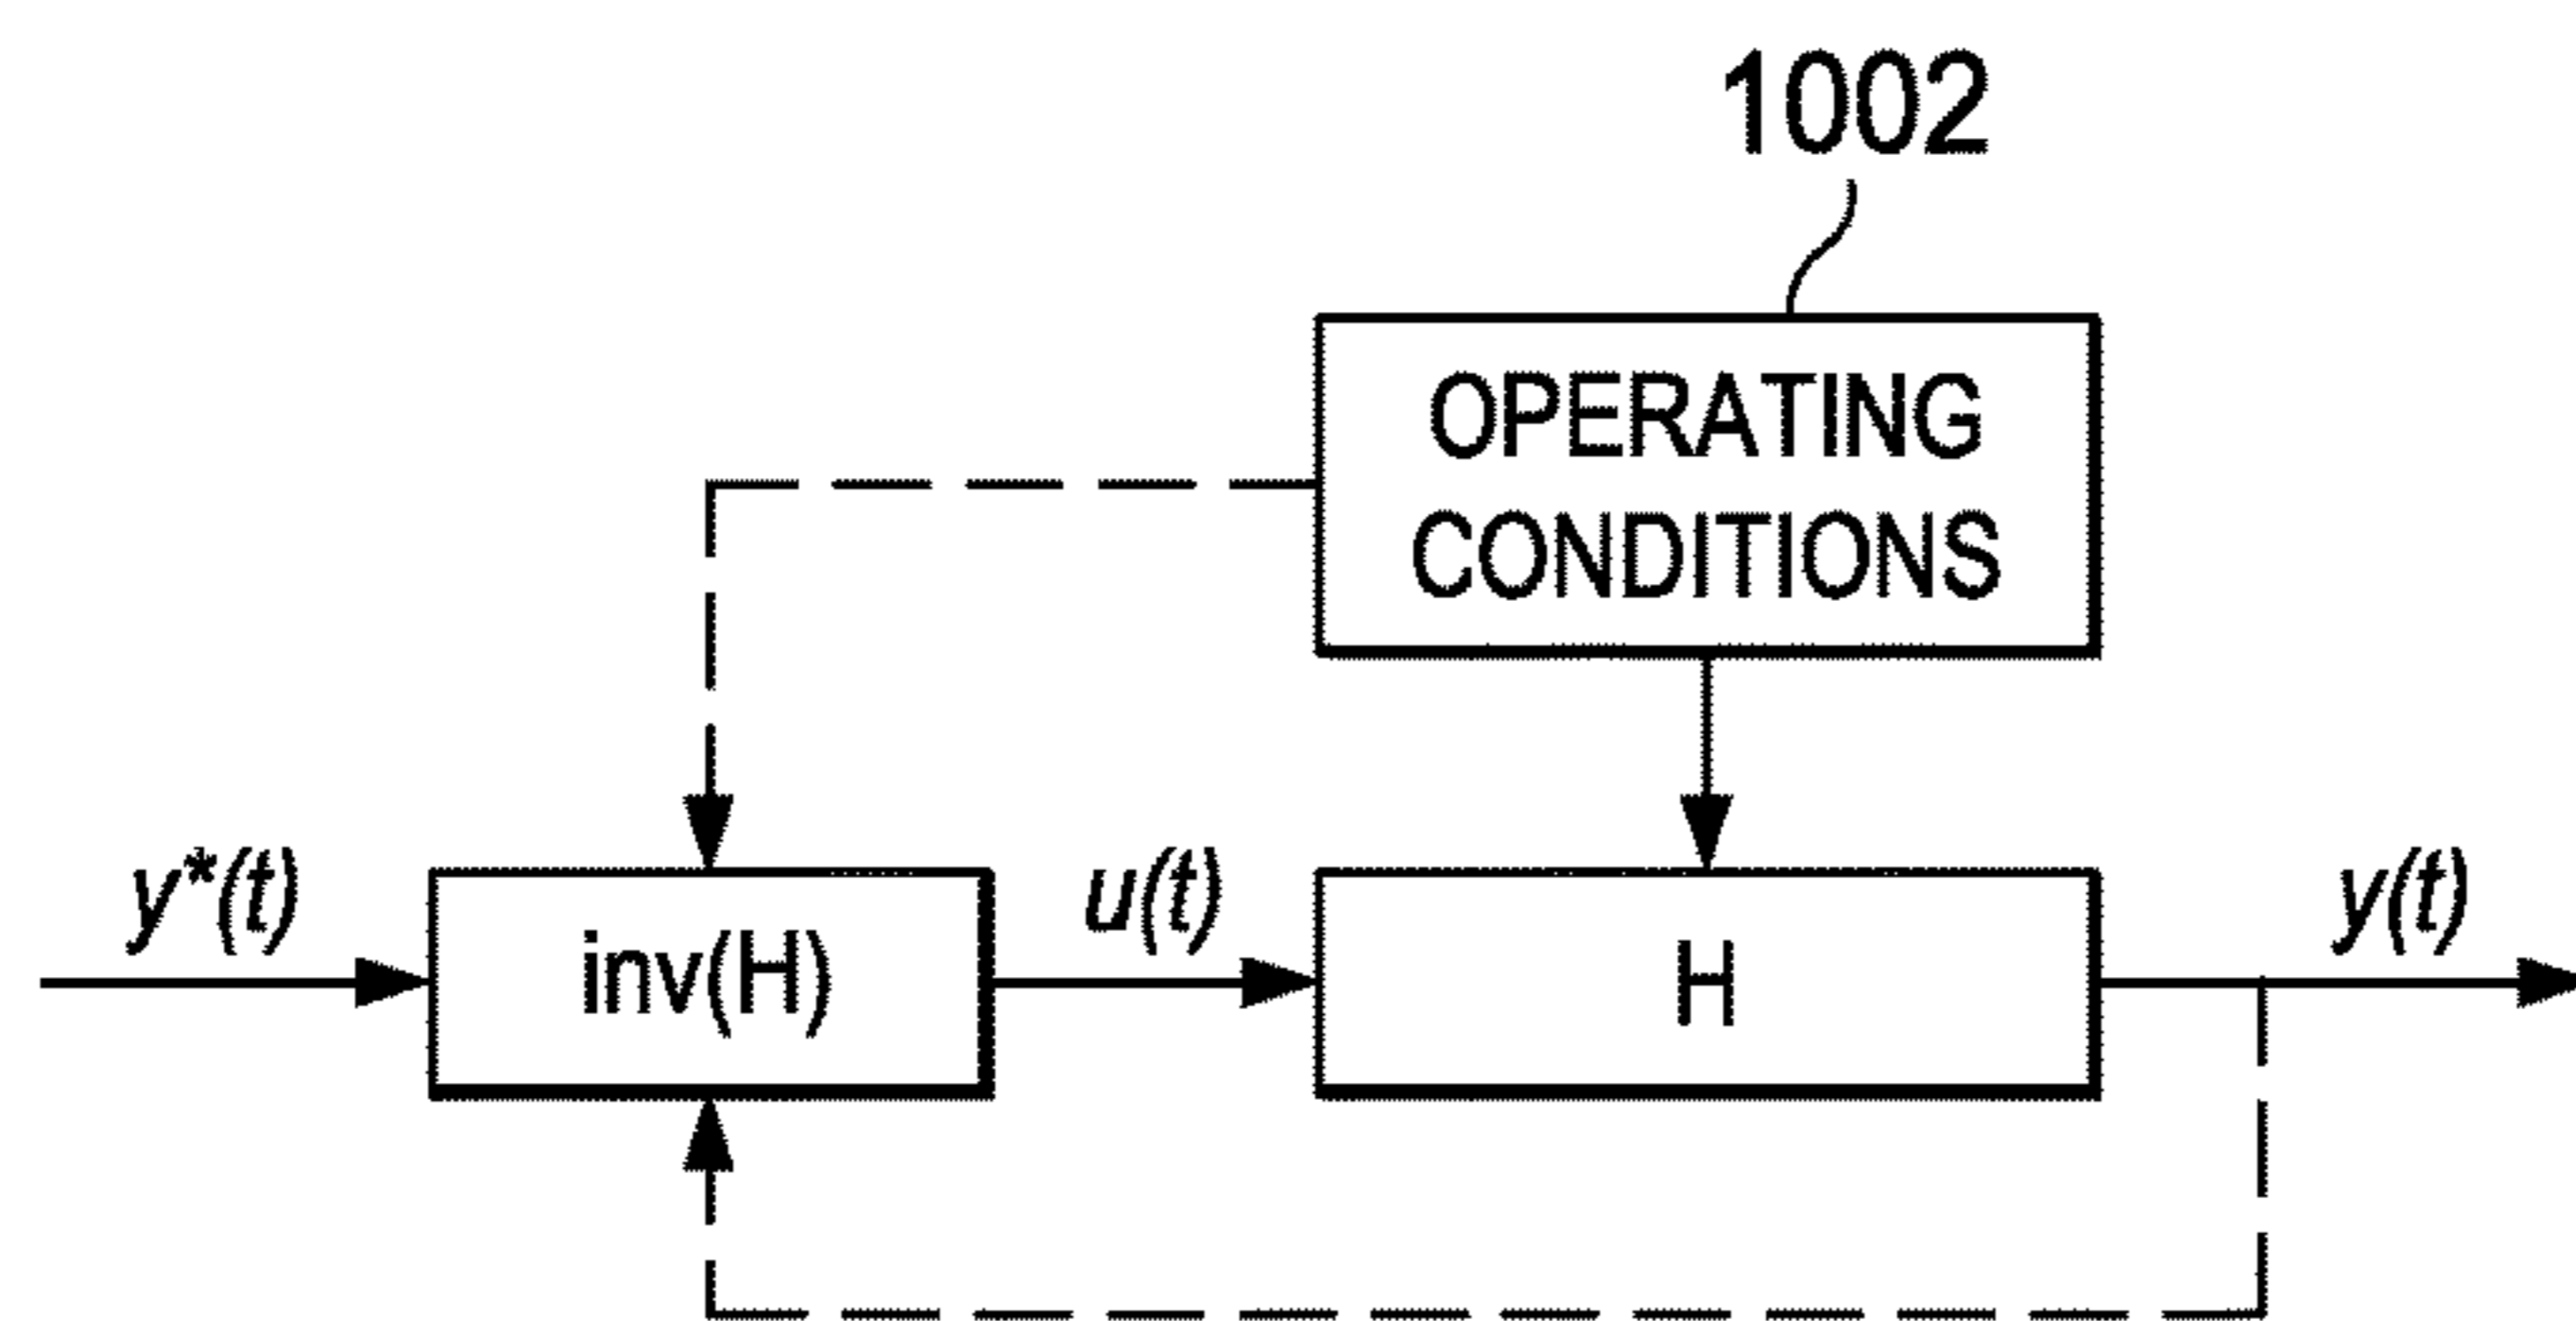 1002
OPERATING
CONDITIONS
y*(t)
inv(H)
u(t)
H
y(t)